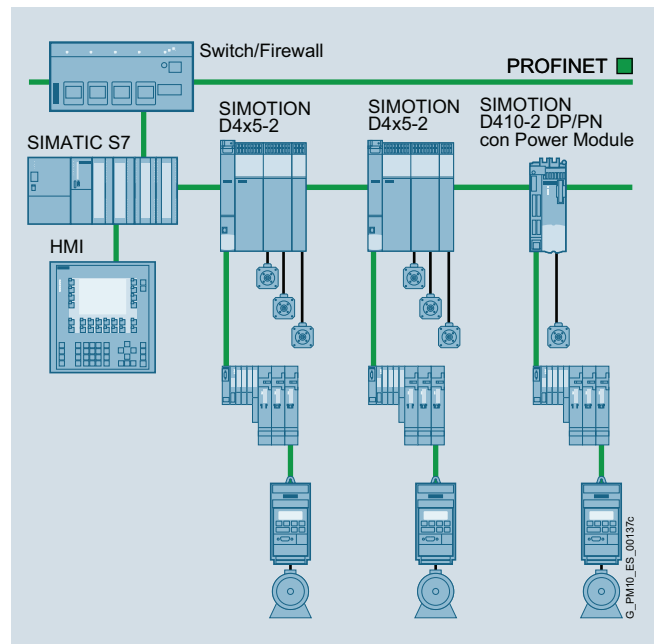 Switch/Firewall
PROFINET
SIMOTION
D4x5-2
SIMOTION
D4x5-2
SIMOTION
D410-2 DP/PN
con Power Module
SIMATIC S7
HMI
G_PM10_ES_00137c